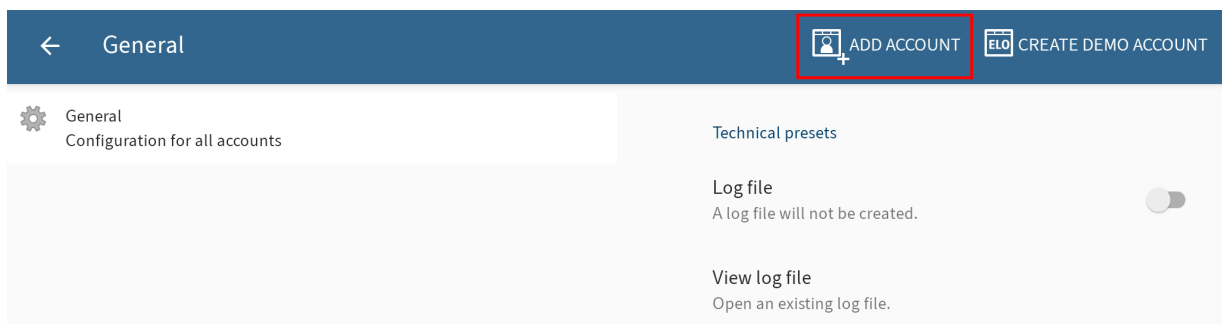 General
ADD ACCOUNT
ELO CREATE DEMO ACCOUNT
General
Configuration for all accounts
Technical presets
Log file
A log file will not be created.
View log file
Open an existing log file.